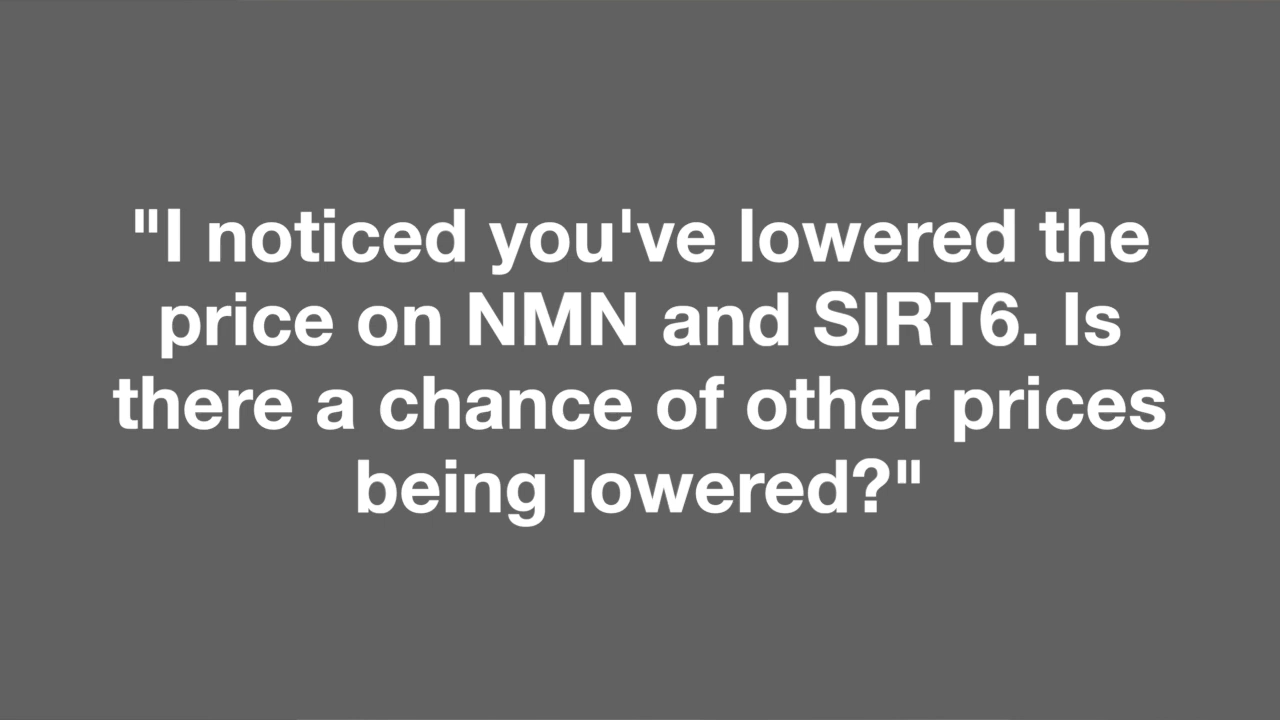 "I noticed you've lowered the
price on NMN and SIRT6. Is
there a chance of other prices
being lowered?"